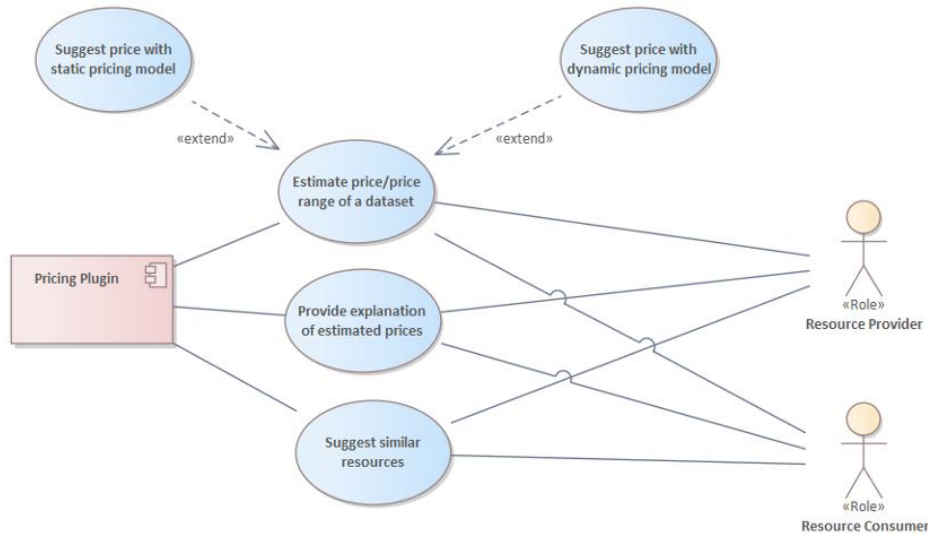 Suggest price with
static pricing model
Suggest price with
dynamic pricing model
«extend»
«extend»
Estimate price/price
range of a dataset
Pricing Plugin
Provide explanation
of estimated prices
«Role»
Resource Provider
Suggest similar
resources
«Role»
Resource Consumer